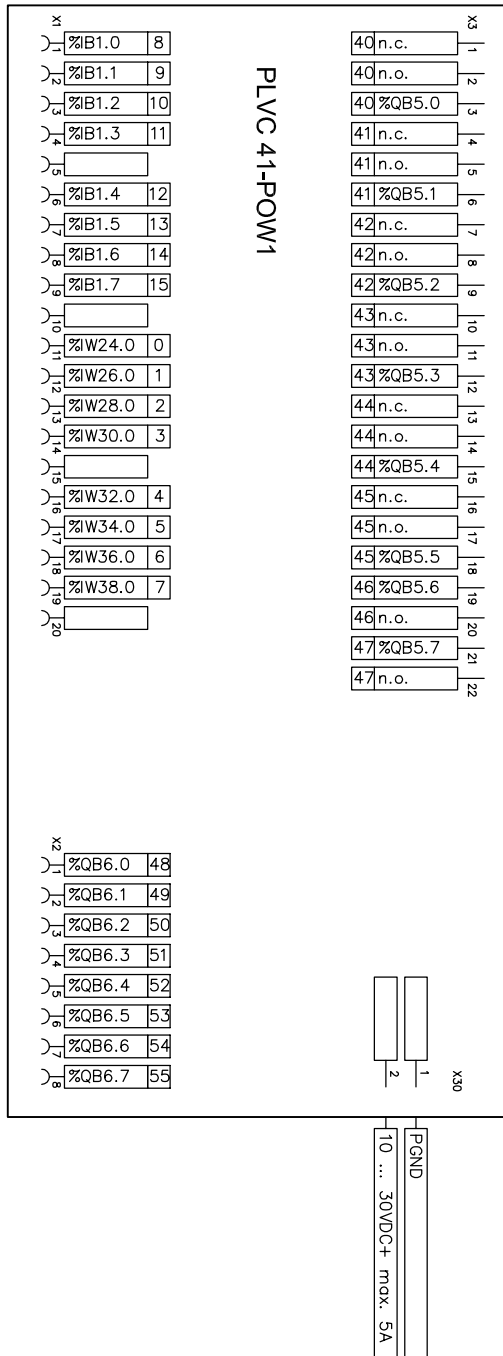 PLVC 41-POW1
X1
1 %IB1.0 8
2 %IB1.1 9
3 %IB1.2 10
4 %IB1.3 11
5
6 %IB1.4 12
7 %IB1.5 13
8 %IB1.6 14
9 %IB1.7 15
10
11 %IW24.0 0
12 %IW26.0 1
13 %IW28.0 2
14 %IW30.0 3
15
16 %IW32.0 4
17 %IW34.0 5
18 %IW36.0 6
19 %IW38.0 7
20
X3
40 n.c. 1
40 n.o. 2
40 %QB5.0 3
41 n.c. 4
41 n.o. 5
41 %QB5.1 6
42 n.c. 7
42 n.o. 8
42 %QB5.2 9
43 n.c. 10
43 n.o. 11
43 %QB5.3 12
44 n.c. 13
44 n.o. 14
44 %QB5.4 15
45 n.c. 16
45 n.o. 17
45 %QB5.5 18
46 %QB5.6 19
46 n.o. 20
47 %QB5.7 21
47 n.o. 22
X2
1 %QB6.0 48
2 %QB6.1 49
3 %QB6.2 50
4 %QB6.3 51
5 %QB6.4 52
6 %QB6.5 53
7 %QB6.6 54
8 %QB6.7 55
X30
1
2
PGND
10 ... 30VDC+ max. 5A